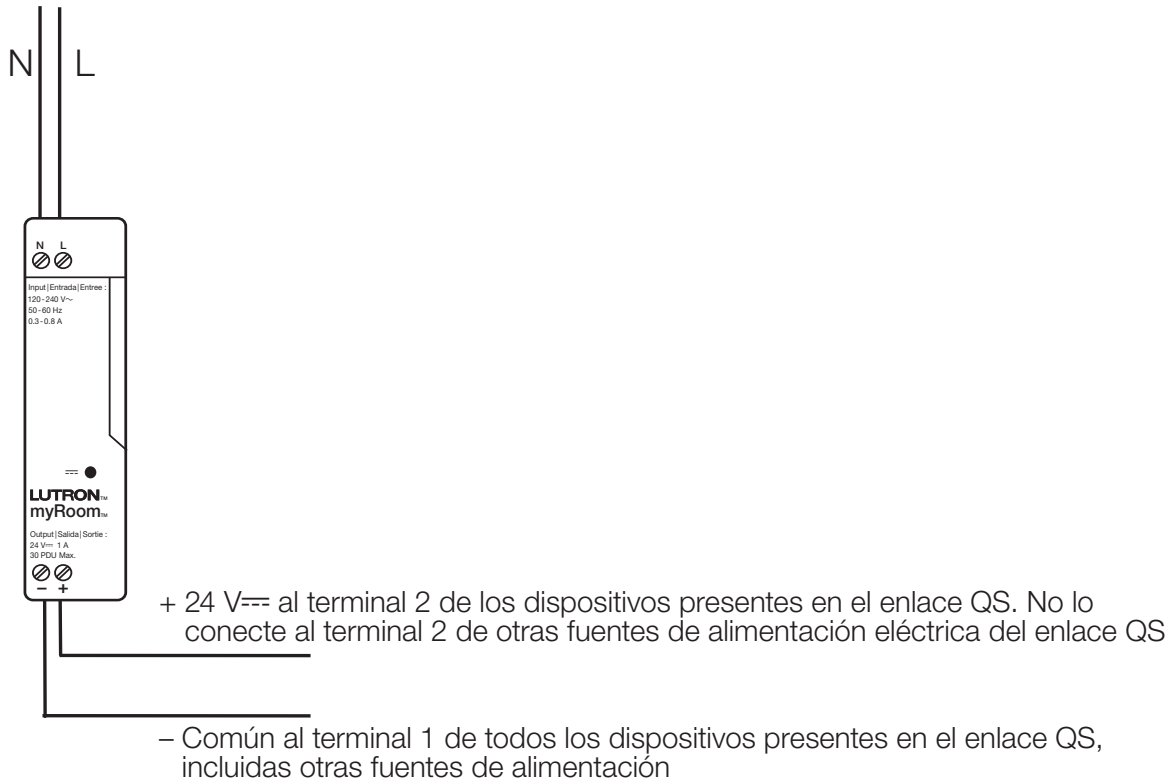 N L
N L
Input|Entrada|Entree :
120-240 V~
50-60 Hz
0.3-0.8 A
⎓
LUTRON™
myRoom™
Output|Salida|Sortie :
24 V⎓ 1 A
30 PDU Max.
– +
+ 24 V⎓ al terminal 2 de los dispositivos presentes en el enlace QS. No lo
conecte al terminal 2 de otras fuentes de alimentación eléctrica del enlace QS
– Común al terminal 1 de todos los dispositivos presentes en el enlace QS,
incluidas otras fuentes de alimentación